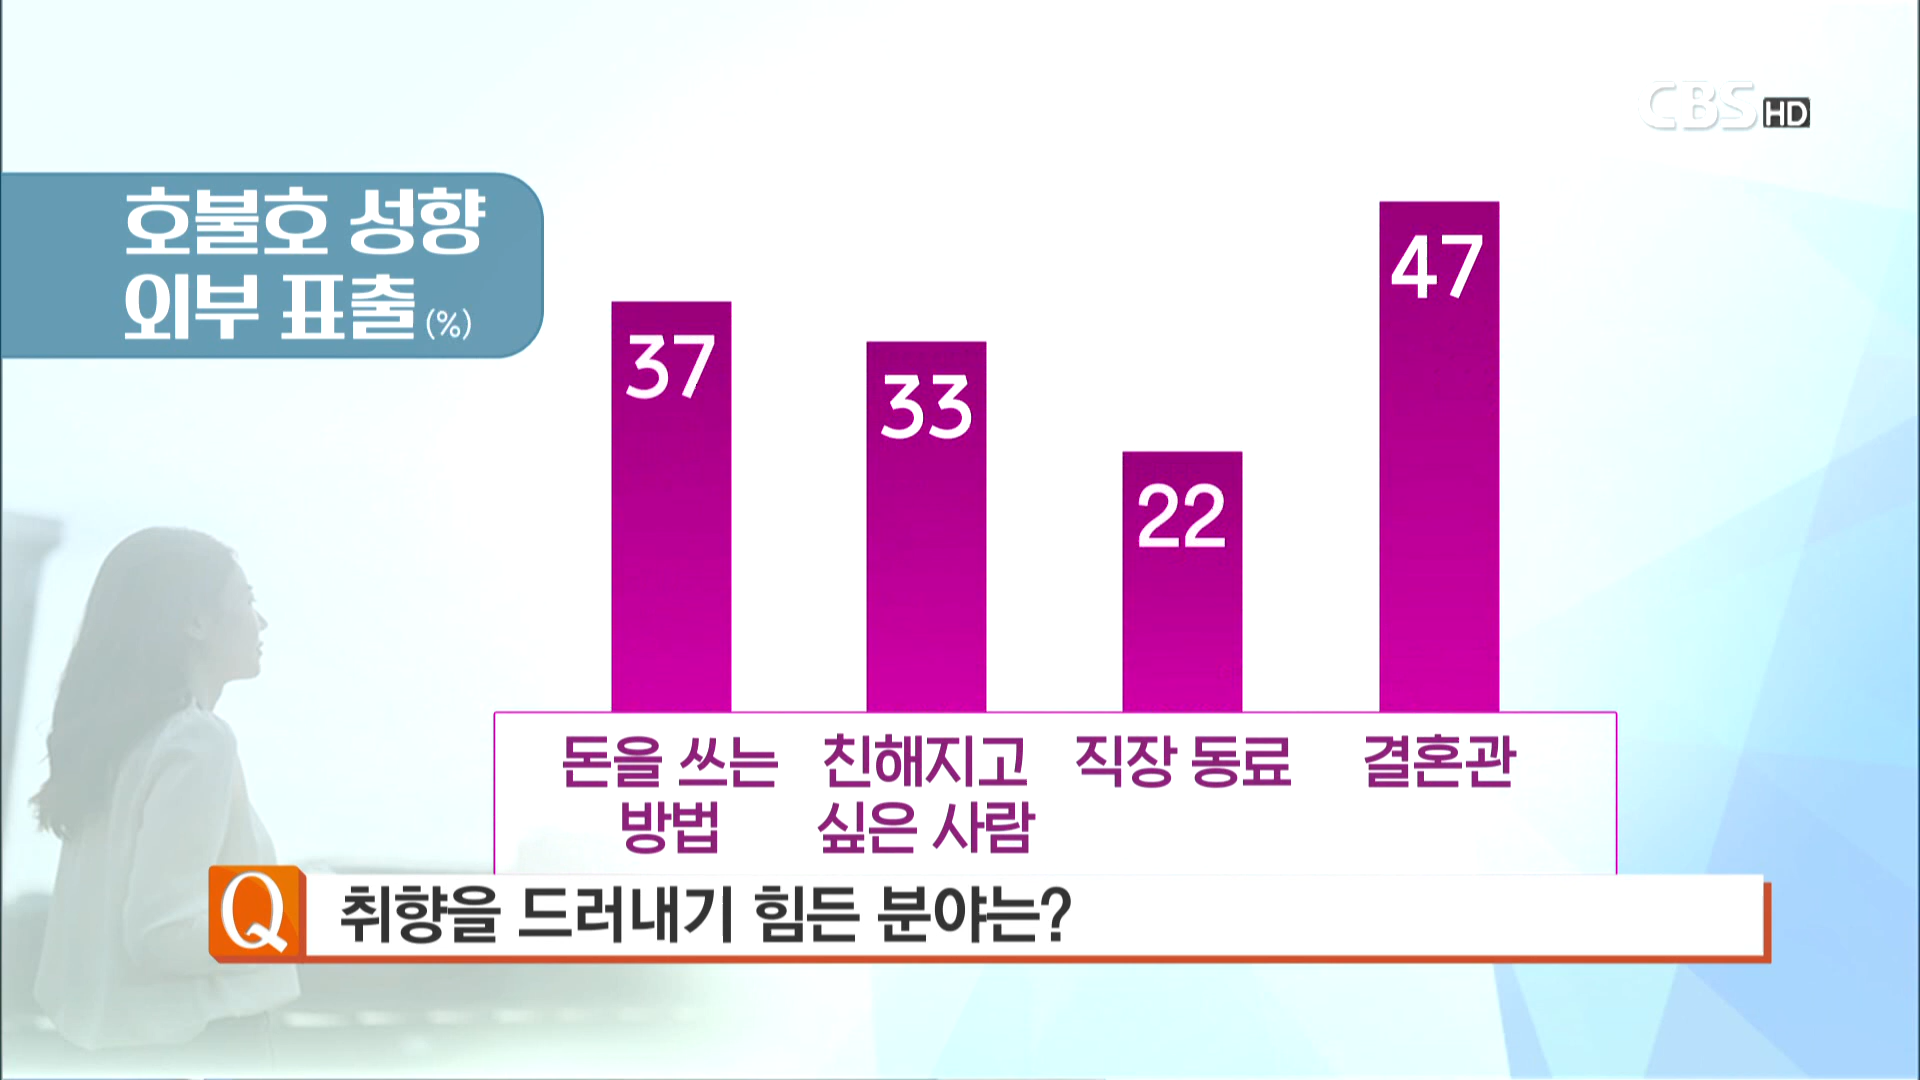 CBS HD
호불호 성향
외부 표출 (%)
37
33
22
47
돈을 쓰는
방법
친해지고
싶은 사람
직장 동료
결혼관
Q 취향을 드러내기 힘든 분야는?